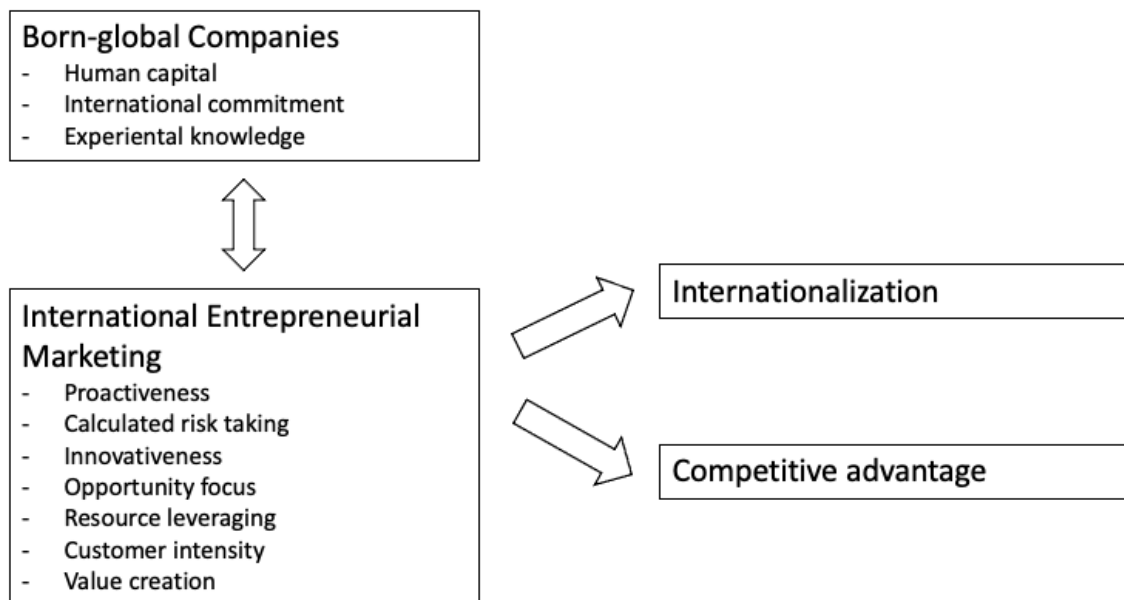 Born-global Companies
- Human capital
- International commitment
- Experiental knowledge
International Entrepreneurial
Marketing
- Proactiveness
- Calculated risk taking
- Innovativeness
- Opportunity focus
- Resource leveraging
- Customer intensity
- Value creation
Internationalization
Competitive advantage